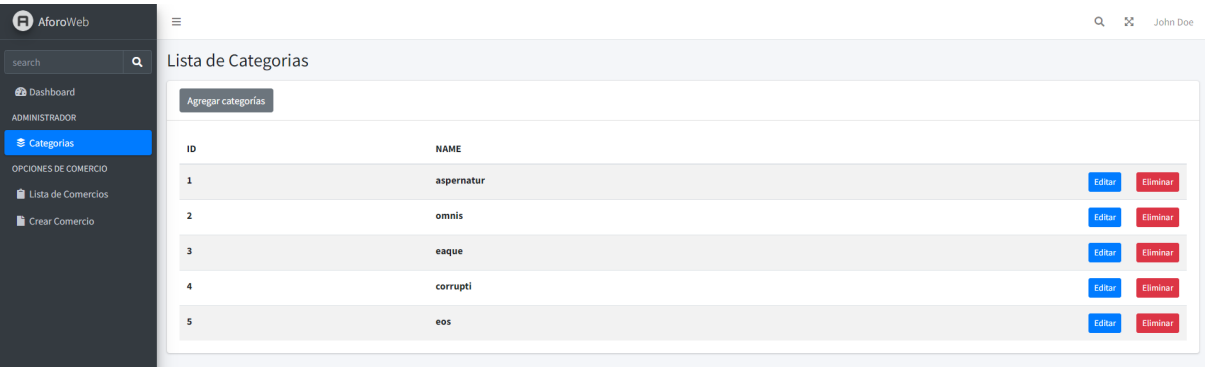 AforoWeb
John Doe
search
Lista de Categorias
Dashboard
Agregar categorías
ADMINISTRADOR
Categorias
OPCIONES DE COMERCIO
Lista de Comercios
Crear Comercio
ID NAME
1 aspernatur Editar Eliminar
2 omnis Editar Eliminar
3 eaque Editar Eliminar
4 corrupti Editar Eliminar
5 eos Editar Eliminar